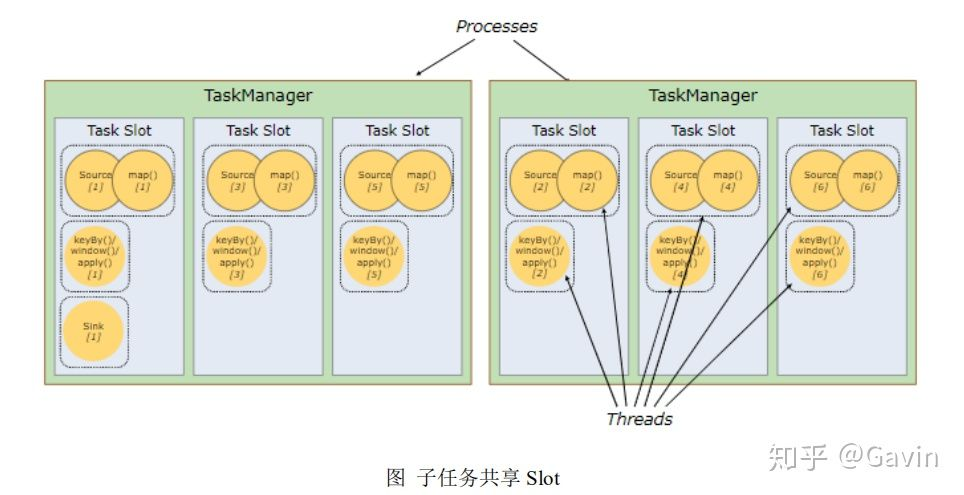 Processes
TaskManager
Task Slot
Source
[1]
map()
[1]
keyBy()/
window()/
apply()
[1]
Sink
[1]
Task Slot
Source
[3]
map()
[3]
keyBy()/
window()/
apply()
[3]
Task Slot
Source
[5]
map()
[5]
keyBy()/
window()/
apply()
[5]
TaskManager
Task Slot
Source
[2]
map()
[2]
keyBy()/
window()/
apply()
[2]
Task Slot
Source
[4]
map()
[4]
keyBy()/
window()/
apply()
[4]
Task Slot
Source
[6]
map()
[6]
keyBy()/
window()/
apply()
[6]
Threads
知乎 @Gavin
图 子任务共享 Slot